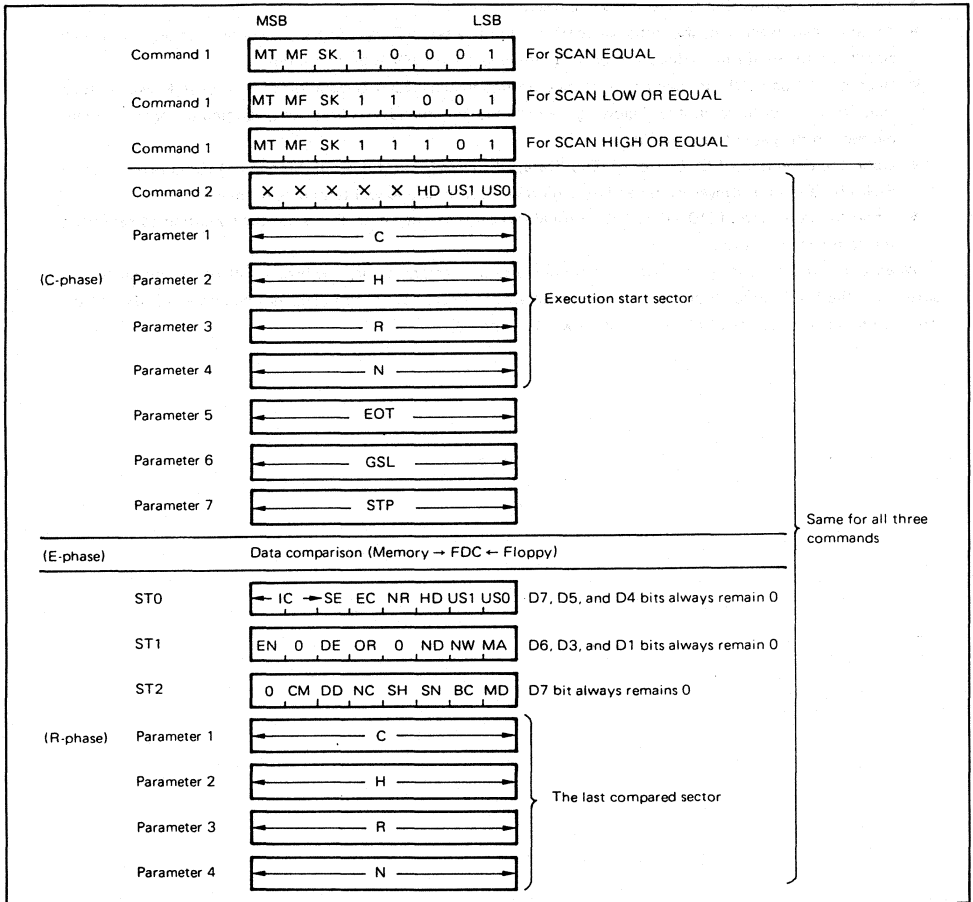 MSB LSB
Command 1 MT MF SK 1 0 0 0 1 For SCAN EQUAL
Command 1 MT MF SK 1 1 0 0 1 For SCAN LOW OR EQUAL
Command 1 MT MF SK 1 1 1 0 1 For SCAN HIGH OR EQUAL
Command 2 × × × × × HD US1 US0
Parameter 1 C
(C-phase) Parameter 2 H
Execution start sector
Parameter 3 R
Parameter 4 N
Parameter 5 EOT
Parameter 6 GSL
Parameter 7 STP
Same for all three
commands
(E-phase) Data comparison (Memory → FDC ← Floppy)
ST0 ← IC → SE EC NR HD US1 US0 D7, D5, and D4 bits always remain 0
ST1 EN 0 DE OR 0 ND NW MA D6, D3, and D1 bits always remain 0
ST2 0 CM DD NC SH SN BC MD D7 bit always remains 0
(R-phase) Parameter 1 C
Parameter 2 H
The last compared sector
Parameter 3 R
Parameter 4 N